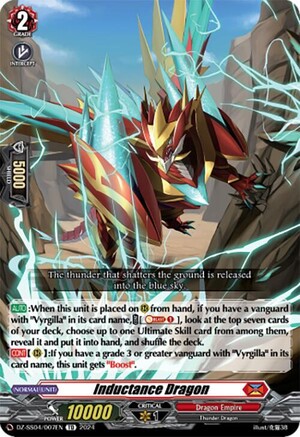 2
GRADE
INTERCEPT
5000
SHIELD
The thunder that shatters the ground is released
into the blue sky.
AUTO :When this unit is placed on (R) from hand, if you have a vanguard
with "Vyrgilla" in its card name, [ 1 ], look at the top seven cards
of your deck, choose up to one Ultimate Skill card from among them,
reveal it and put it into hand, and shuffle the deck.
CONT (R) :If you have a grade 3 or greater vanguard with "Vyrgilla" in its
card name, this unit gets "Boost".
NORMAL UNIT
Inductance Dragon
POWER 10000
CRITICAL
1
Dragon Empire
Thunder Dragon
DZ-SS04/007EN TD 2024